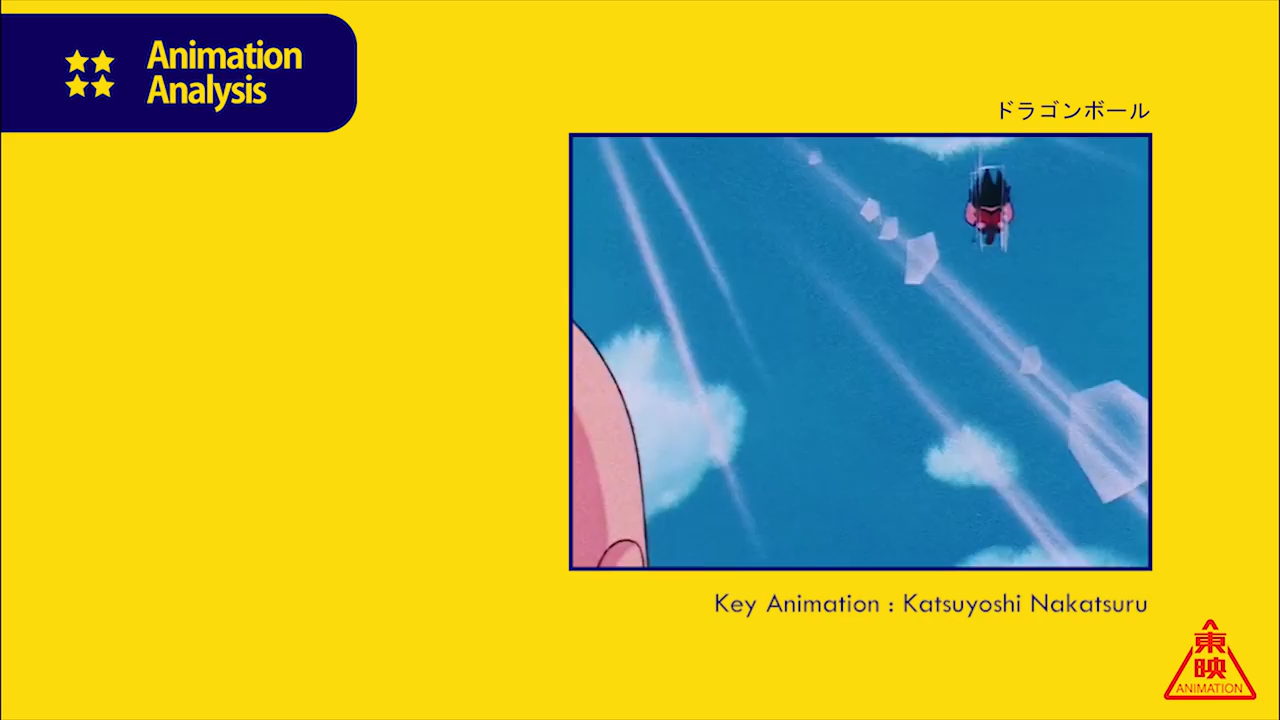 Animation
Analysis
ドラゴンボール
Key Animation : Katsuyoshi Nakatsuru
東
映
ANIMATION